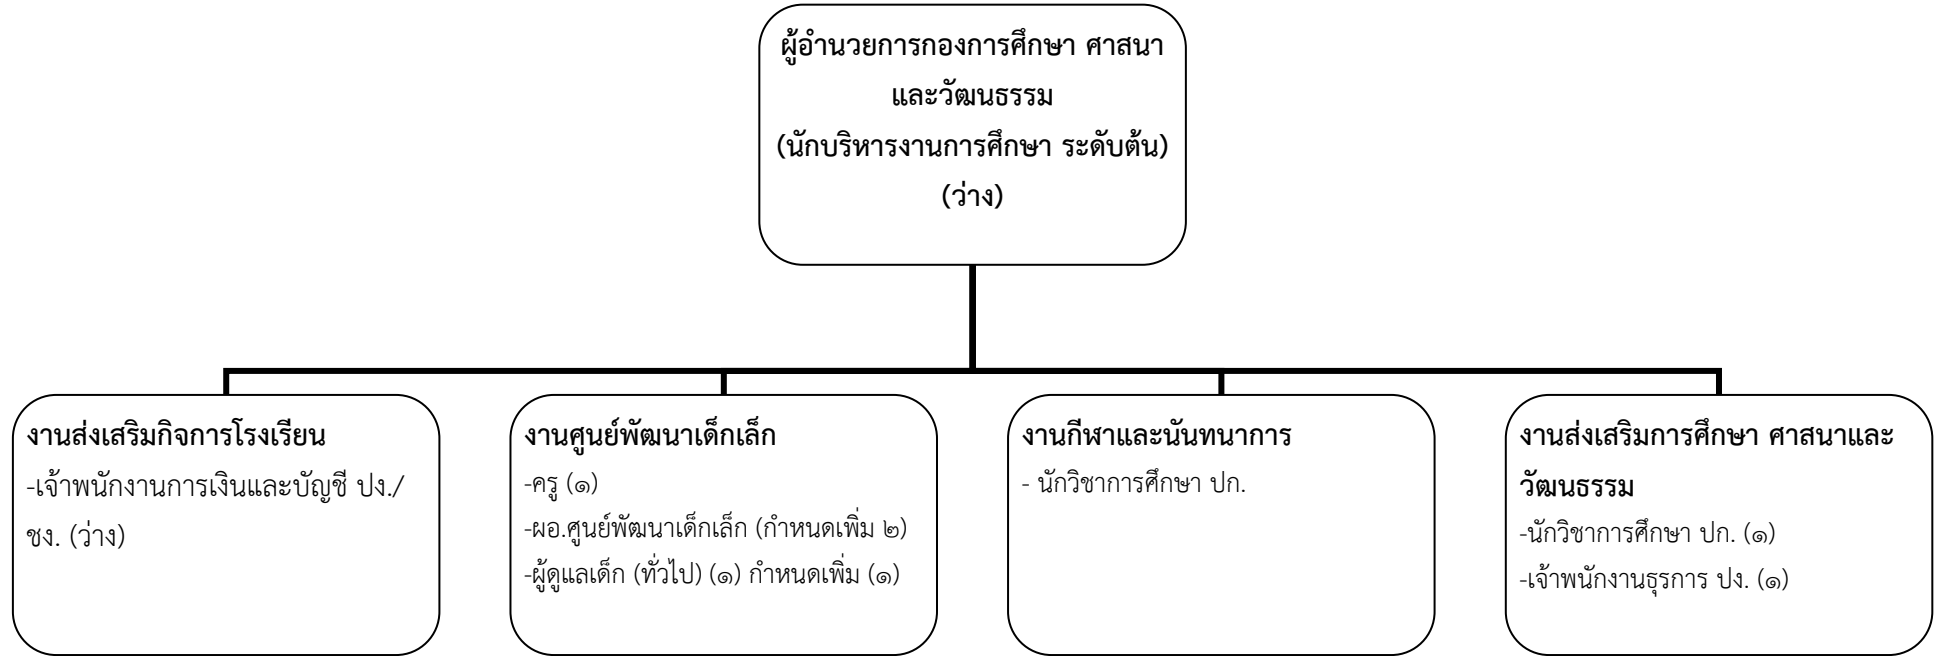 ผู้อำนวยการกองการศึกษา ศาสนา
และวัฒนธรรม
(นักบริหารงานการศึกษา ระดับต้น)
(ว่าง)
งานส่งเสริมกิจการโรงเรียน
-เจ้าพนักงานการเงินและบัญชี ปง./
ชง. (ว่าง)
งานศูนย์พัฒนาเด็กเล็ก
-ครู (๑)
-ผอ.ศูนย์พัฒนาเด็กเล็ก (กำหนดเพิ่ม ๒)
-ผู้ดูแลเด็ก (ทั่วไป) (๑) กำหนดเพิ่ม (๑)
งานกีฬาและนันทนาการ
- นักวิชาการศึกษา ปก.
งานส่งเสริมการศึกษา ศาสนาและ
วัฒนธรรม
-นักวิชาการศึกษา ปก. (๑)
-เจ้าพนักงานธุรการ ปง. (๑)